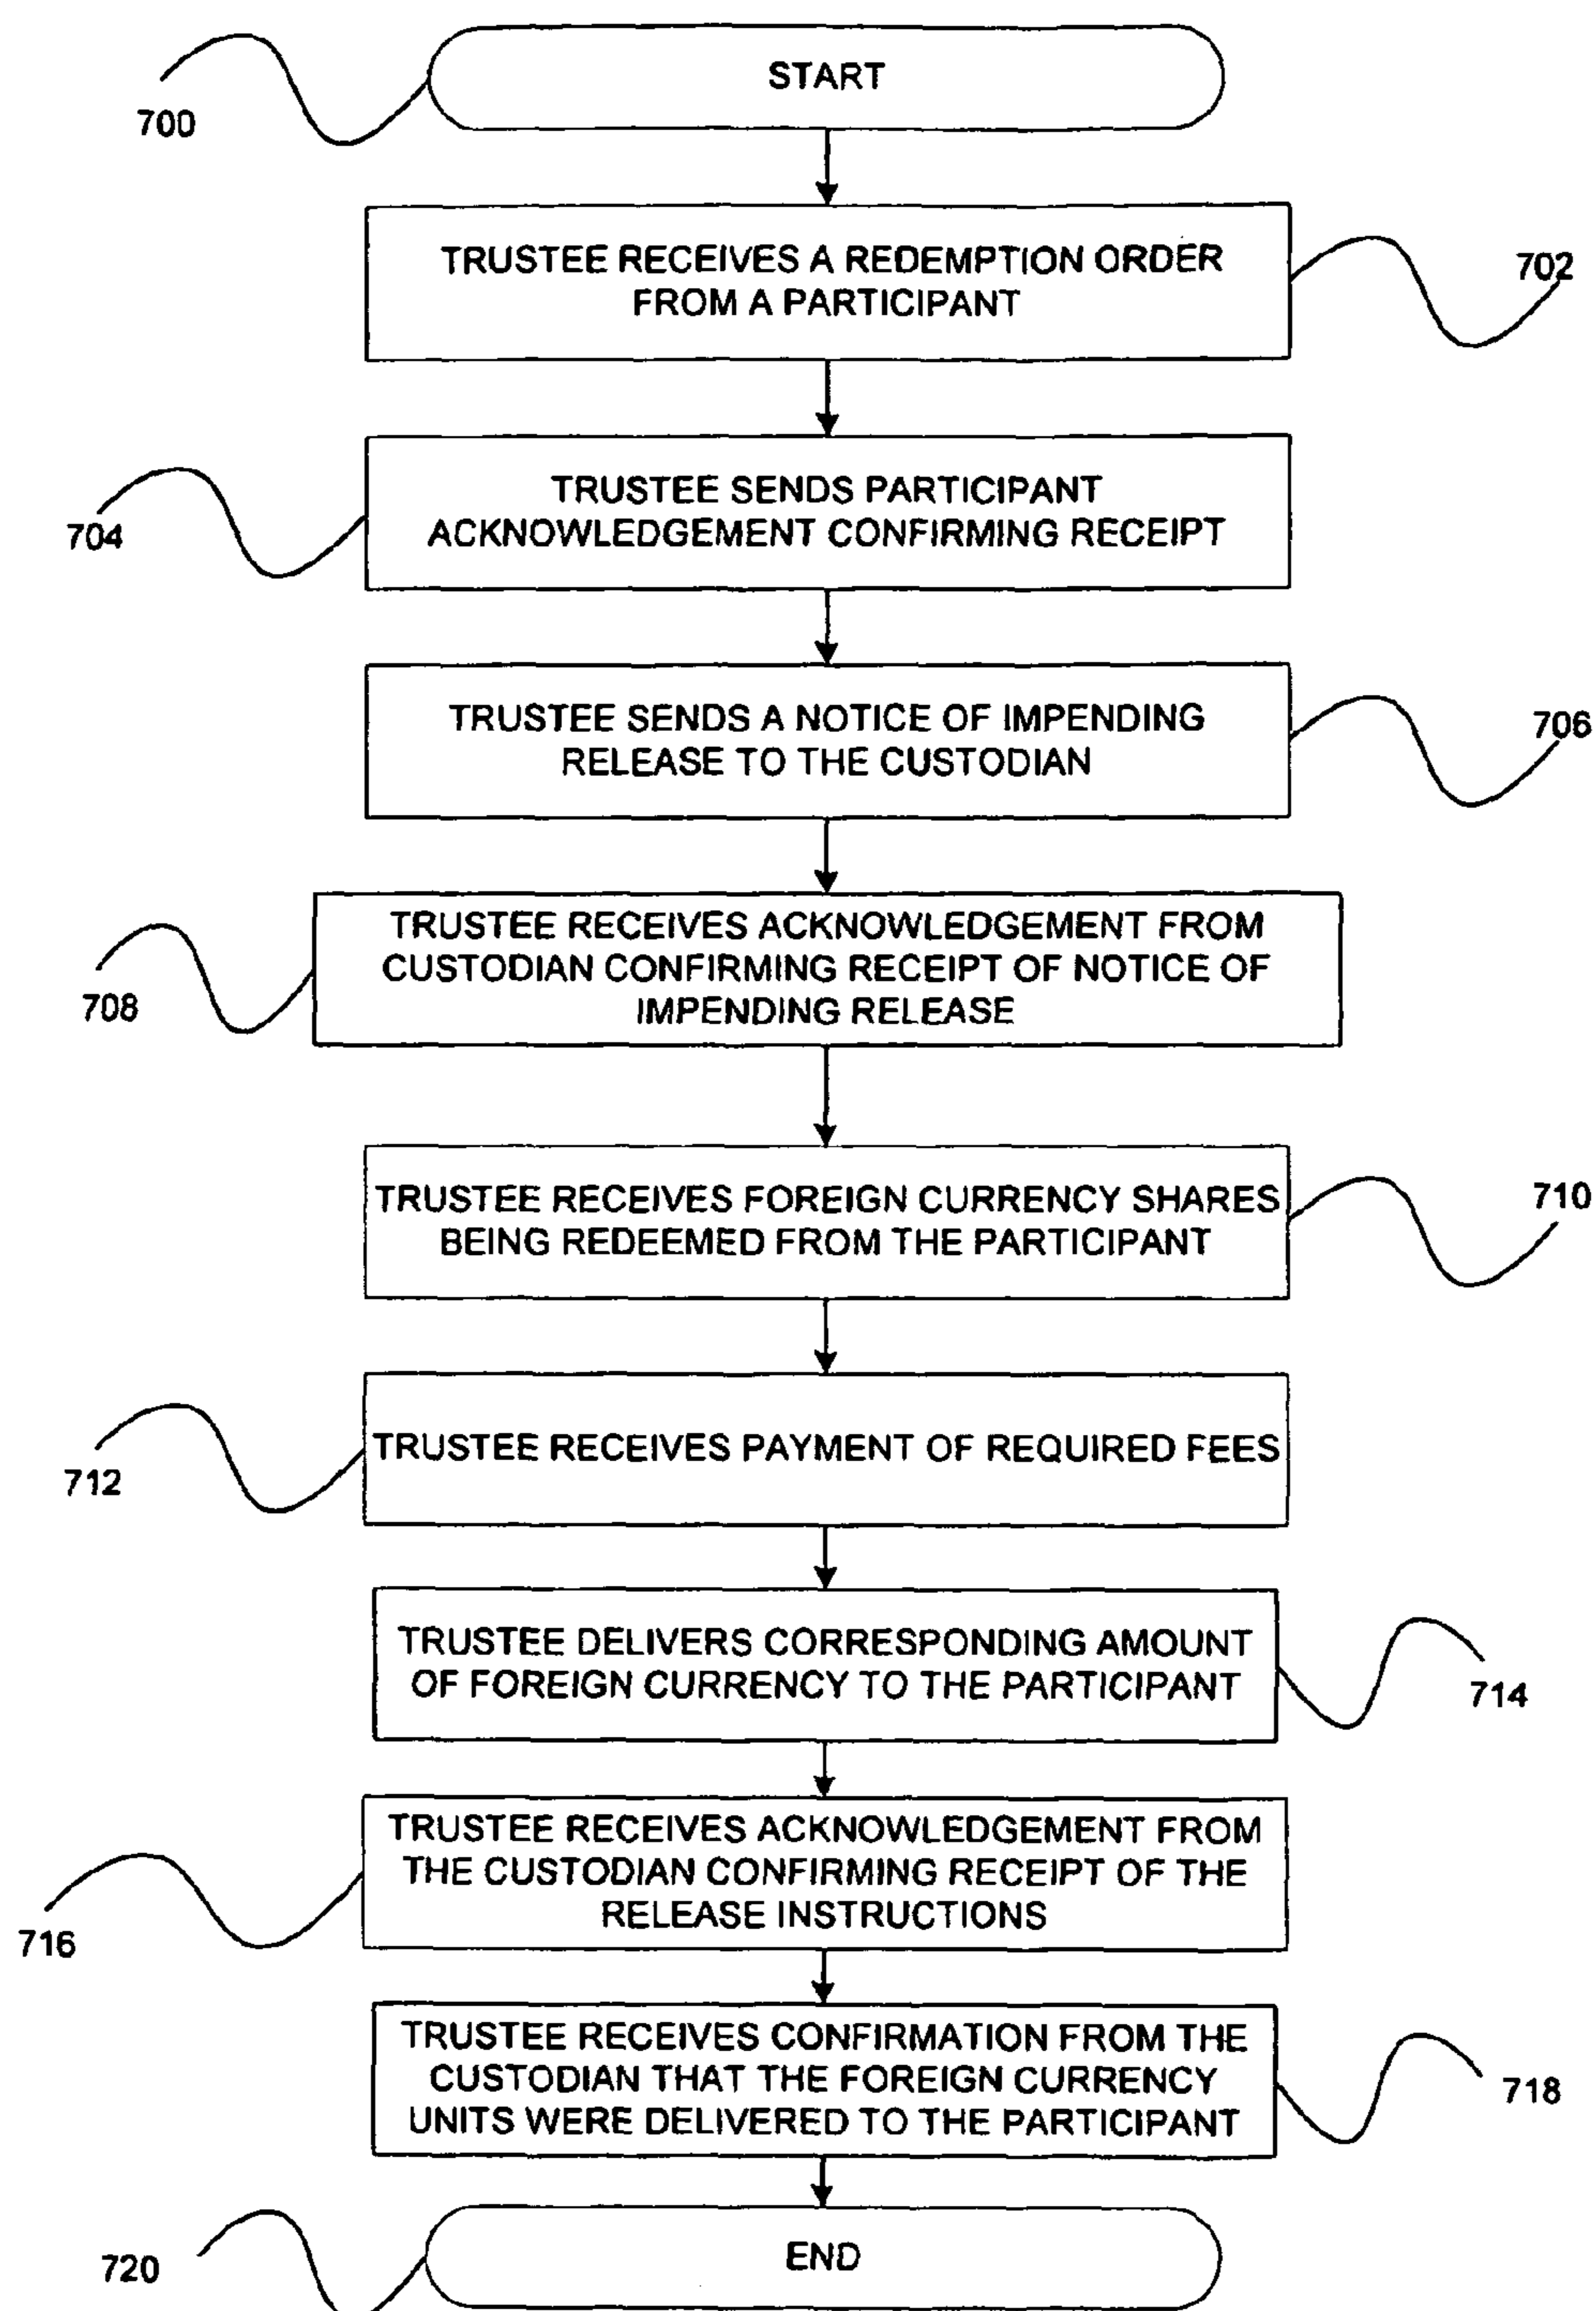 START
700
TRUSTEE RECEIVES A REDEMPTION ORDER
FROM A PARTICIPANT
702
TRUSTEE SENDS PARTICIPANT
ACKNOWLEDGEMENT CONFIRMING RECEIPT
704
TRUSTEE SENDS A NOTICE OF IMPENDING
RELEASE TO THE CUSTODIAN
706
TRUSTEE RECEIVES ACKNOWLEDGEMENT FROM
CUSTODIAN CONFIRMING RECEIPT OF NOTICE OF
IMPENDING RELEASE
708
TRUSTEE RECEIVES FOREIGN CURRENCY SHARES
BEING REDEEMED FROM THE PARTICIPANT
710
TRUSTEE RECEIVES PAYMENT OF REQUIRED FEES
712
TRUSTEE DELIVERS CORRESPONDING AMOUNT
OF FOREIGN CURRENCY TO THE PARTICIPANT
714
TRUSTEE RECEIVES ACKNOWLEDGEMENT FROM
THE CUSTODIAN CONFIRMING RECEIPT OF THE
RELEASE INSTRUCTIONS
716
TRUSTEE RECEIVES CONFIRMATION FROM THE
CUSTODIAN THAT THE FOREIGN CURRENCY
UNITS WERE DELIVERED TO THE PARTICIPANT
718
END
720